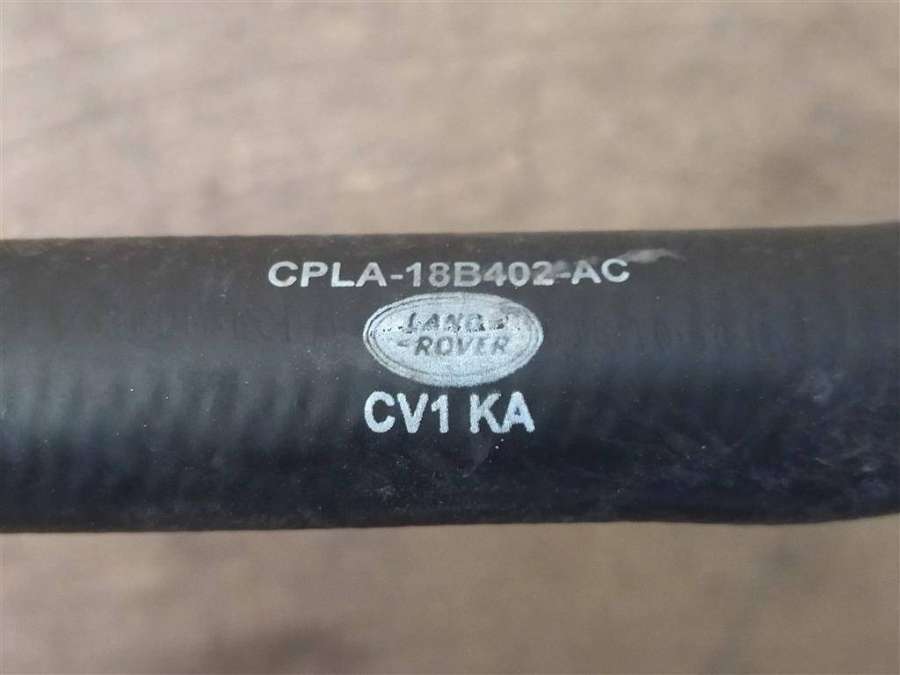 CPLA-18B402-AC
LAND
-ROVER
CV1 KA